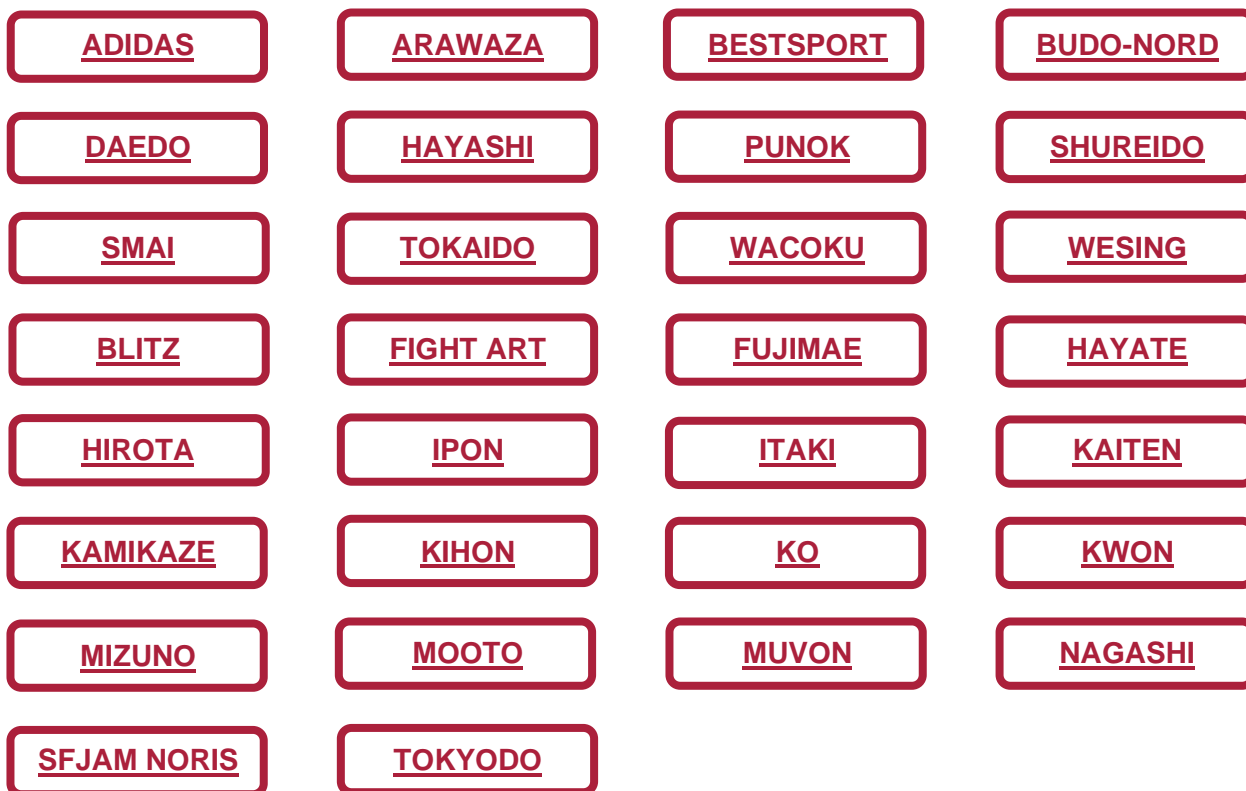 ADIDAS ARAWAZA BESTSPORT BUDO-NORD
DAEDO HAYASHI PUNOK SHUREIDO
SMAI TOKAIDO WACOKU WESING
BLITZ FIGHT ART FUJIMAE HAYATE
HIROTA IPON ITAKI KAITEN
KAMIKAZE KIHON KO KWON
MIZUNO MOOTO MUVON NAGASHI
SFJAM NORIS TOKYODO